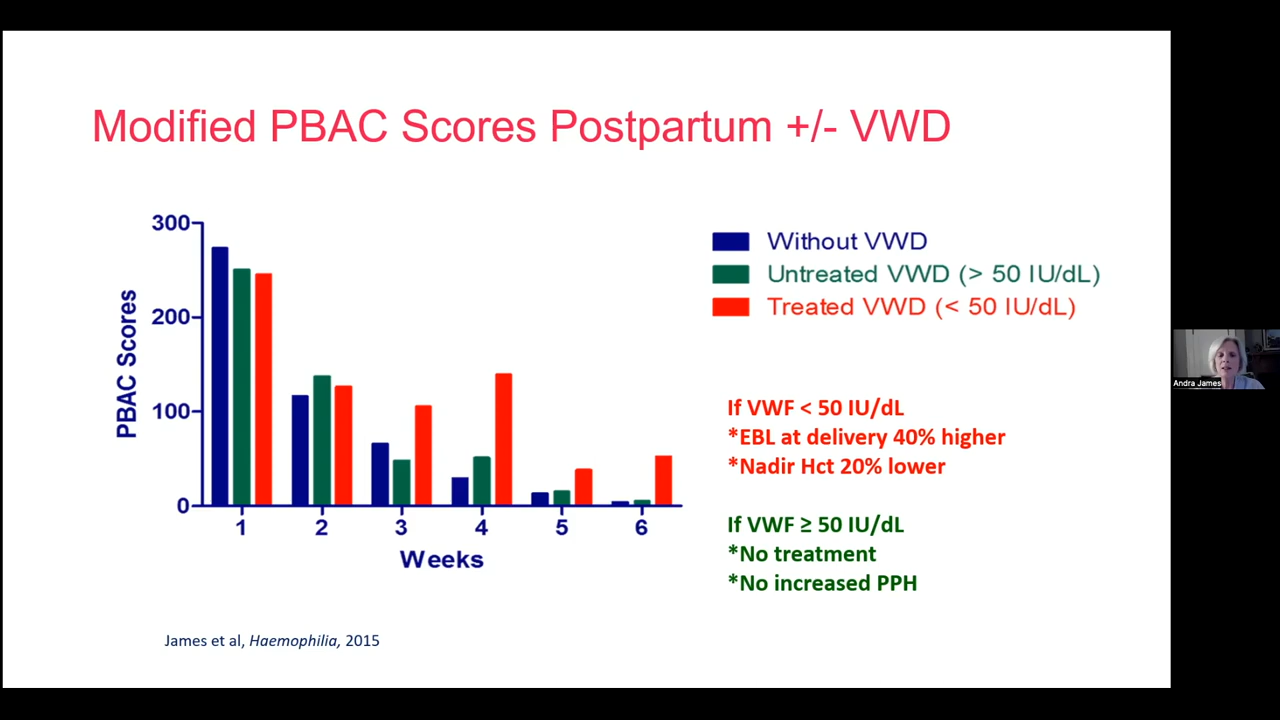 Modified PBAC Scores Postpartum +/- VWD
300
200
100
0
PBAC Scores
1 2 3 4 5 6
Weeks
Without VWD
Untreated VWD (> 50 IU/dL)
Treated VWD (< 50 IU/dL)
If VWF < 50 IU/dL
*EBL at delivery 40% higher
*Nadir Hct 20% lower
If VWF ≥ 50 IU/dL
*No treatment
*No increased PPH
James et al, Haemophilia, 2015
Andra James